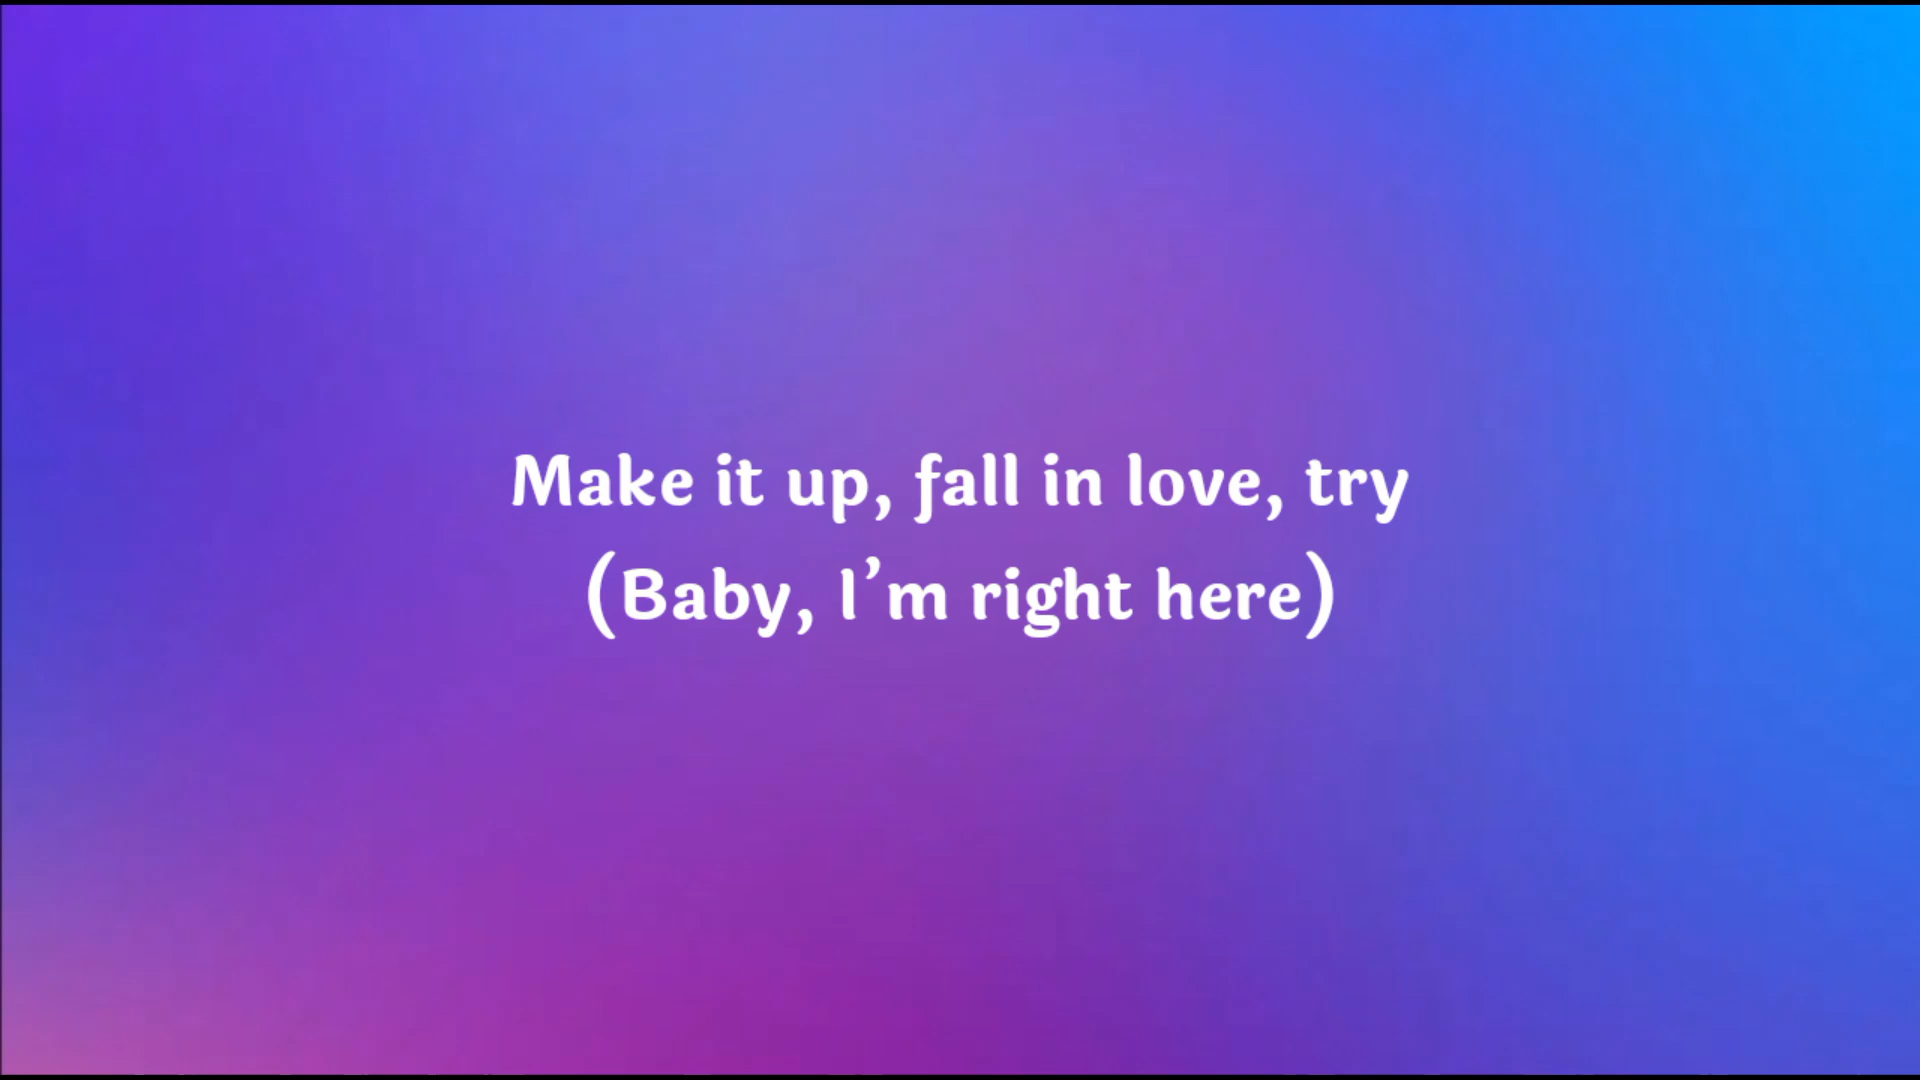 Make it up, fall in love, try
(Baby, I’m right here)